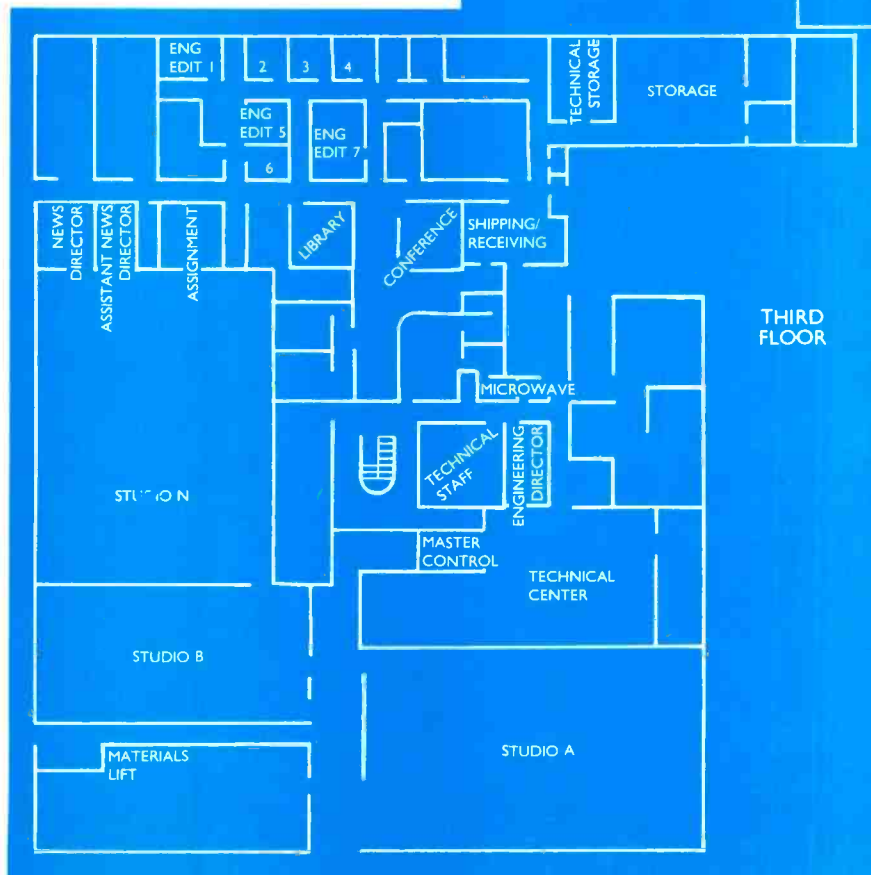 ENG
EDIT 1
2
3
4
TECHNICAL
STORAGE
STORAGE
ENG
EDIT 5
6
ENG
EDIT 7
NEWS
DIRECTOR
ASSISTANT NEWS
DIRECTOR
ASSIGNMENT
LIBRARY
CONFERENCE
SHIPPING/
RECEIVING
THIRD
FLOOR
MICROWAVE
TECHNICAL
STAFF
ENGINEERING
DIRECTOR
N
MASTER
CONTROL
TECHNICAL
CENTER
STUDIO B
STUDIO A
MATERIALS
LIFT